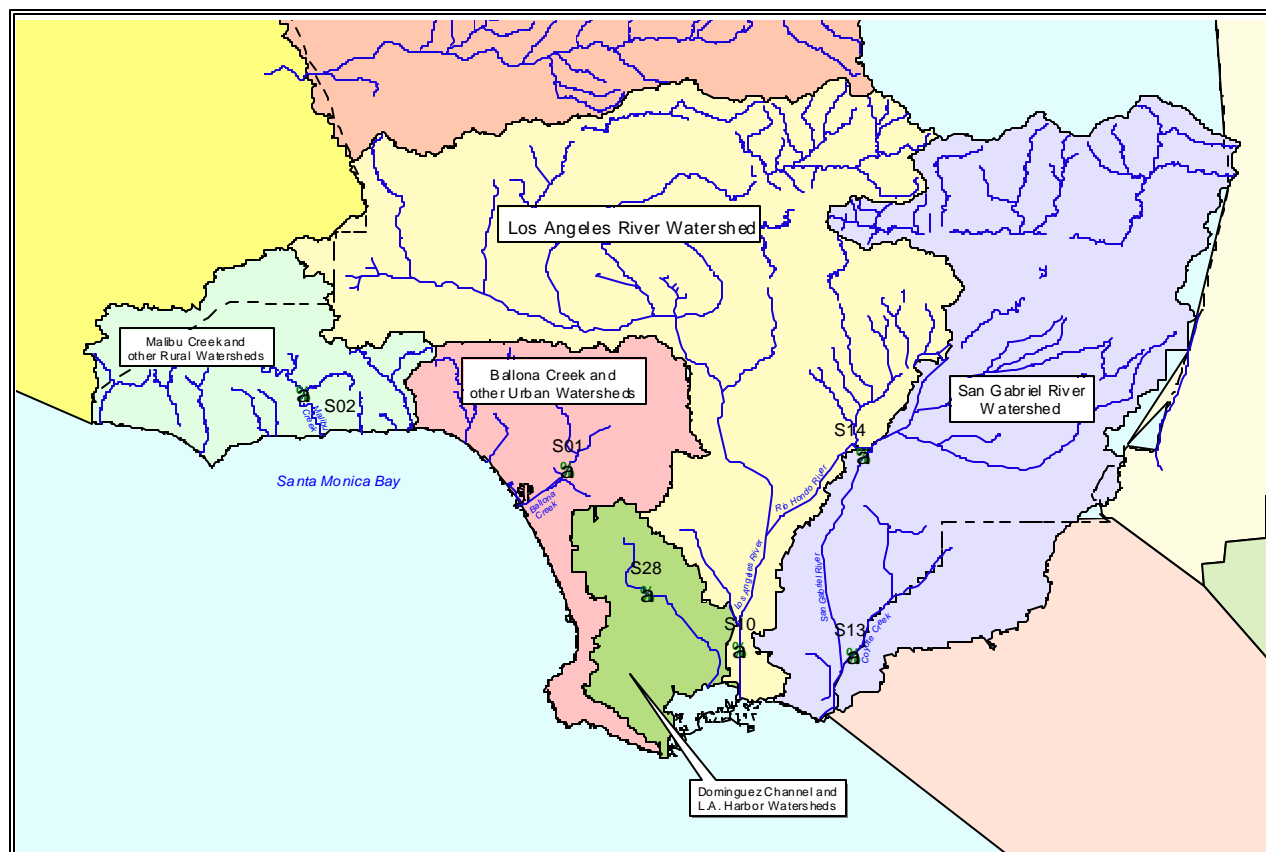 Los Angeles River Watershed
Malibu Creek and
other Rural Watersheds
Ballona Creek and
other Urban Watersheds
San Gabriel River
Watershed
S02
Malibu
Creek
S01
S14
Santa Monica Bay
Ballona
Creek
Rio Hondo River
Los Angeles River
San Gabriel River
S28
S10
S13
Coyote Creek
Dominguez Channel and
L.A. Harbor Watersheds